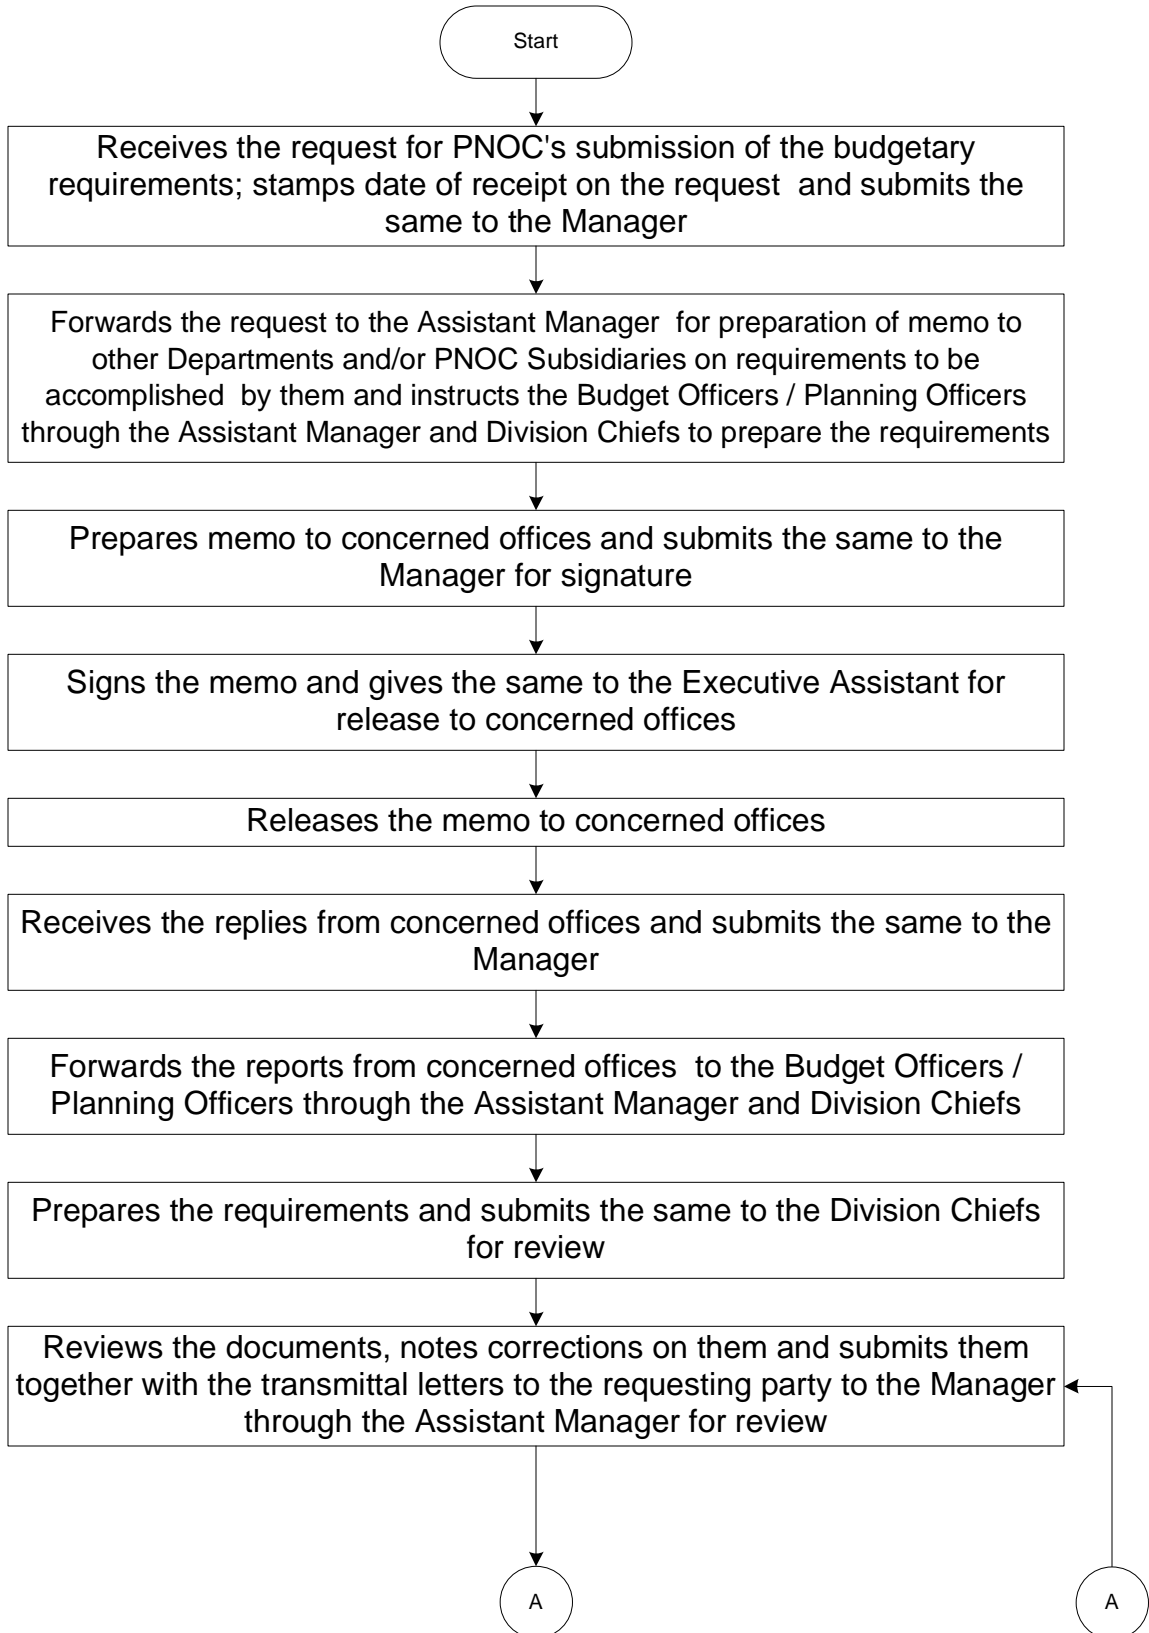 Start
Receives the request for PNOC's submission of the budgetary
requirements; stamps date of receipt on the request and submits the
same to the Manager
Forwards the request to the Assistant Manager for preparation of memo to
other Departments and/or PNOC Subsidiaries on requirements to be
accomplished by them and instructs the Budget Officers / Planning Officers
through the Assistant Manager and Division Chiefs to prepare the requirements
Prepares memo to concerned offices and submits the same to the
Manager for signature
Signs the memo and gives the same to the Executive Assistant for
release to concerned offices
Releases the memo to concerned offices
Receives the replies from concerned offices and submits the same to the
Manager
Forwards the reports from concerned offices to the Budget Officers /
Planning Officers through the Assistant Manager and Division Chiefs
Prepares the requirements and submits the same to the Division Chiefs
for review
Reviews the documents, notes corrections on them and submits them
together with the transmittal letters to the requesting party to the Manager
through the Assistant Manager for review
A
A